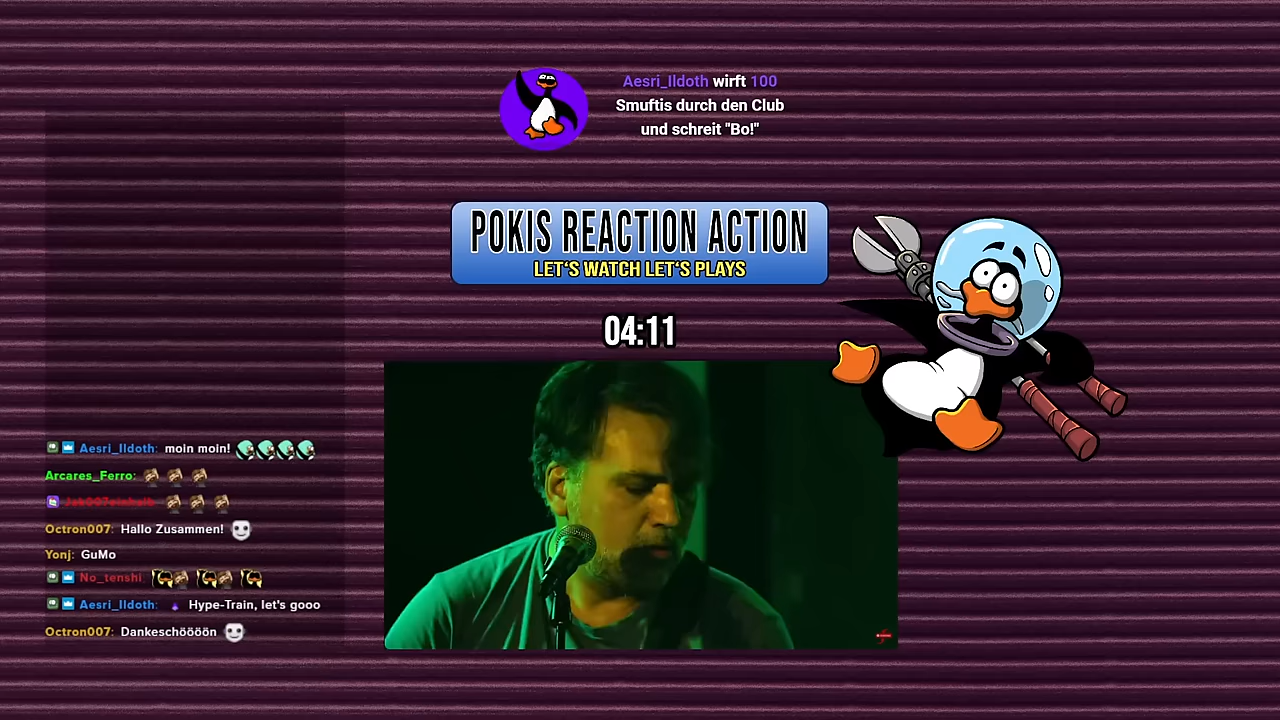 Aesri_Ildoth wirft 100
Smuftis durch den Club
und schreit "Bo!"
POKIS REACTION ACTION
LET'S WATCH LET'S PLAYS
04:11
Aesri_Ildoth: moin moin!
Arcares_Ferro:
Octron007: Hallo Zusammen!
Yonj: GuMo
No_tenshi
Aesri_Ildoth: Hype-Train, let's gooo
Octron007: Dankeschöööön